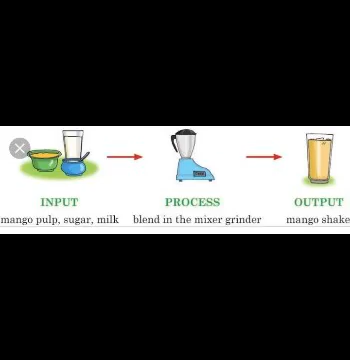 INPUT PROCESS OUTPUT
mango pulp, sugar, milk blend in the mixer grinder mango shake